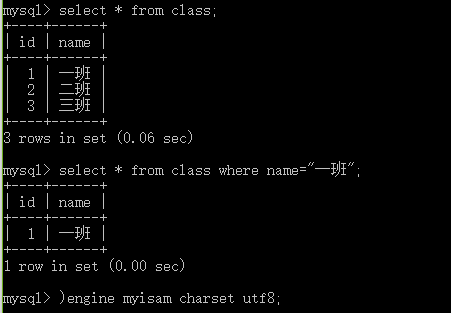 mysql> select * from class;
+----+------+
| id | name |
+----+------+
|  1 | 一班 |
|  2 | 二班 |
|  3 | 三班 |
+----+------+
3 rows in set (0.06 sec)
mysql> select * from class where name="一班";
+----+------+
| id | name |
+----+------+
|  1 | 一班 |
+----+------+
1 row in set (0.00 sec)
mysql> )engine myisam charset utf8;